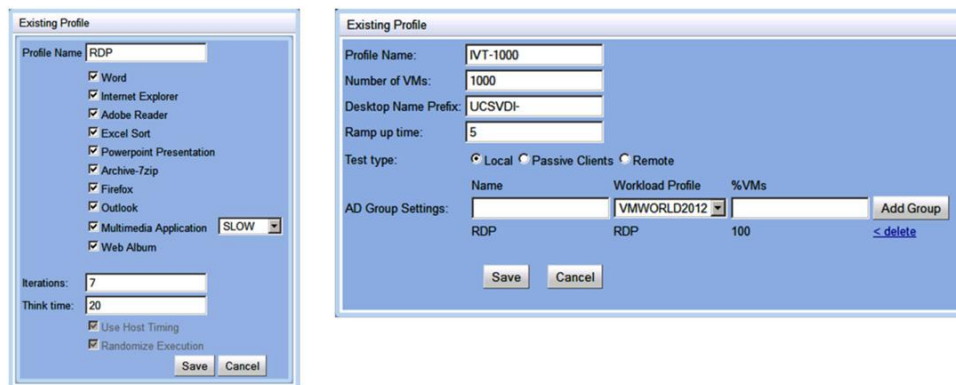 Existing Profile
Profile Name RDP
Word
Internet Explorer
Adobe Reader
Excel Sort
Powerpoint Presentation
Archive-7zip
Firefox
Outlook
Multimedia Application SLOW
Web Album
Iterations: 7
Think time: 20
Use Host Timing
Randomize Execution
Save Cancel
Existing Profile
Profile Name: IVT-1000
Number of VMs: 1000
Desktop Name Prefix: UCSVDI-
Ramp up time: 5
Test type: Local Passive Clients Remote
Name Workload Profile %VMs
AD Group Settings: VMWORLD2012 Add Group
RDP RDP 100 < delete
Save Cancel